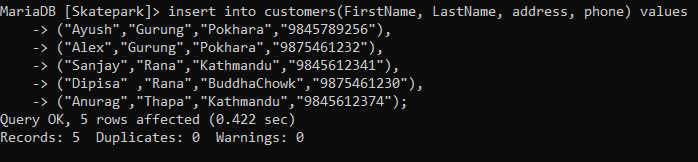 MariaDB [Skatepark]> insert into customers(FirstName, LastName, address, phone) values
    -> ("Ayush","Gurung","Pokhara","9845789256"),
    -> ("Alex","Gurung","Pokhara","9875461232"),
    -> ("Sanjay","Rana","Kathmandu","9845612341"),
    -> ("Dipisa" ,"Rana","BuddhaChowk","9875461230"),
    -> ("Anurag","Thapa","Kathmandu","9845612374");
Query OK, 5 rows affected (0.422 sec)
Records: 5  Duplicates: 0  Warnings: 0